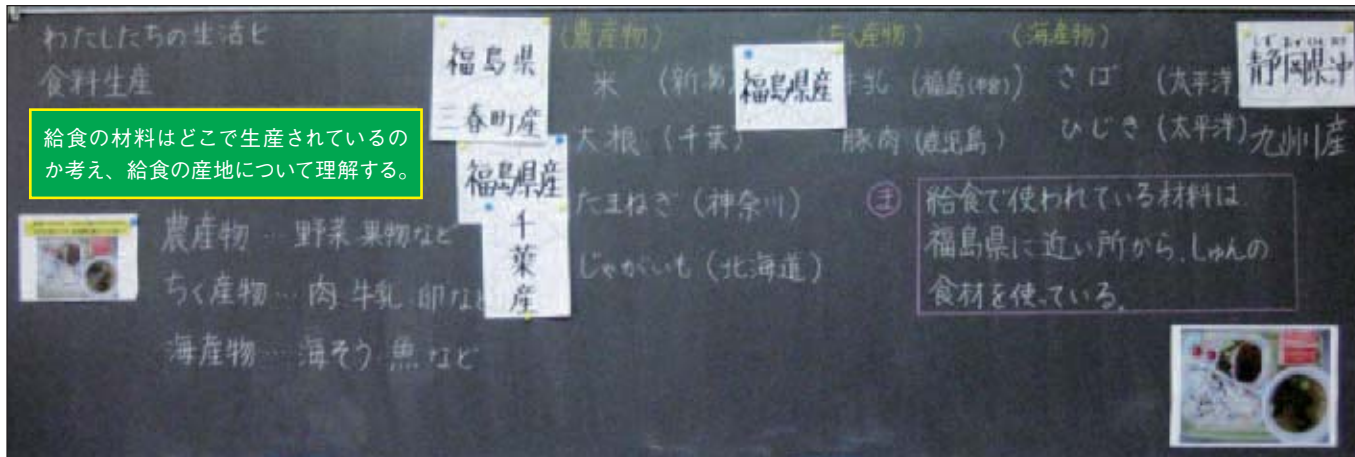 わたしたちの生活と
食料生産
給食の材料はどこで生産されているの
か考え、給食の産地について理解する。
農産物…野菜 果物など
ちく産物…肉 牛乳 卵など
海産物……海そう 魚など
福島県
三春町産
福島県産
千葉産
(農産物)
米 (新
大根 (千葉)
たまねぎ (神奈川)
じゃがいも (北海道)
(ちく産物)
福島県産
牛乳 (福島
豚肉 (鹿児島)
(海産物)
さば (太平洋
静岡県沖
ひじき (太平洋) 九州産
ま 給食で使われている材料は
福島県に近い所から、しゅんの
食材を使っている。